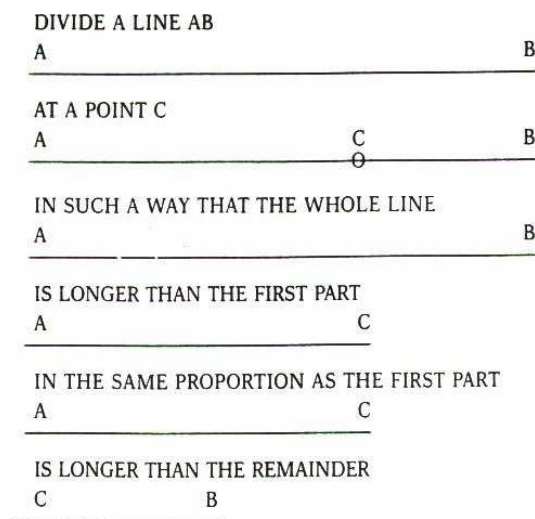 DIVIDE A LINE AB
A B
AT A POINT C
A C B
O
IN SUCH A WAY THAT THE WHOLE LINE
A B
IS LONGER THAN THE FIRST PART
A C
IN THE SAME PROPORTION AS THE FIRST PART
A C
IS LONGER THAN THE REMAINDER
C B